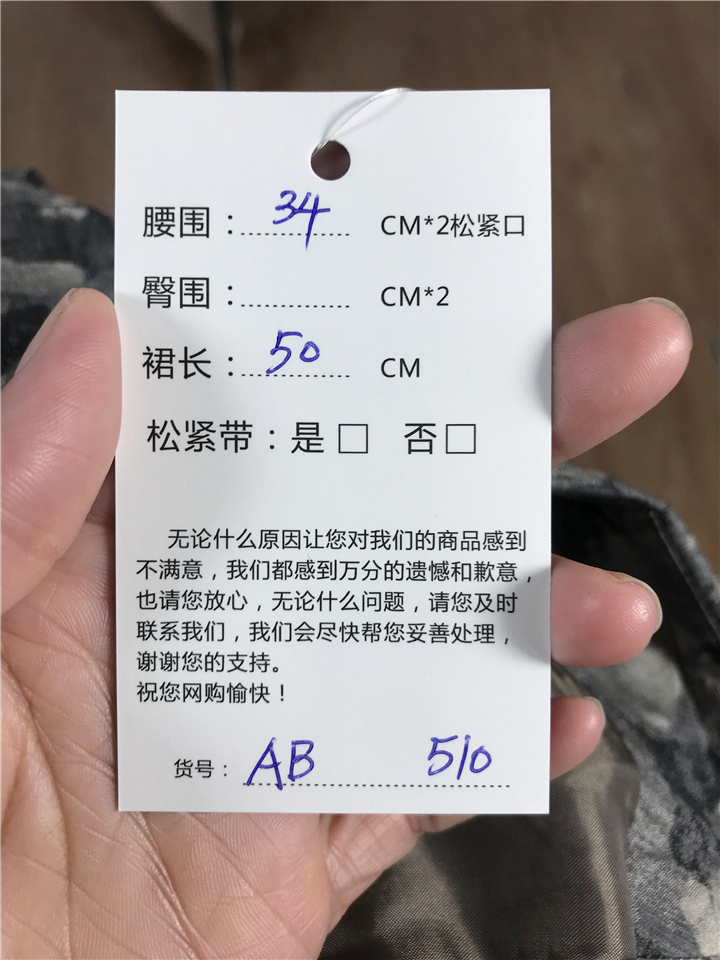 腰围：34 CM*2松紧口
臀围： CM*2
裙长：50 CM
松紧带：是□ 否□
无论什么原因让您对我们的商品感到
不满意，我们都感到万分的遗憾和歉意，
也请您放心，无论什么问题，请您及时
联系我们，我们会尽快帮您妥善处理，
谢谢您的支持。
祝您网购愉快！
货号：AB 510